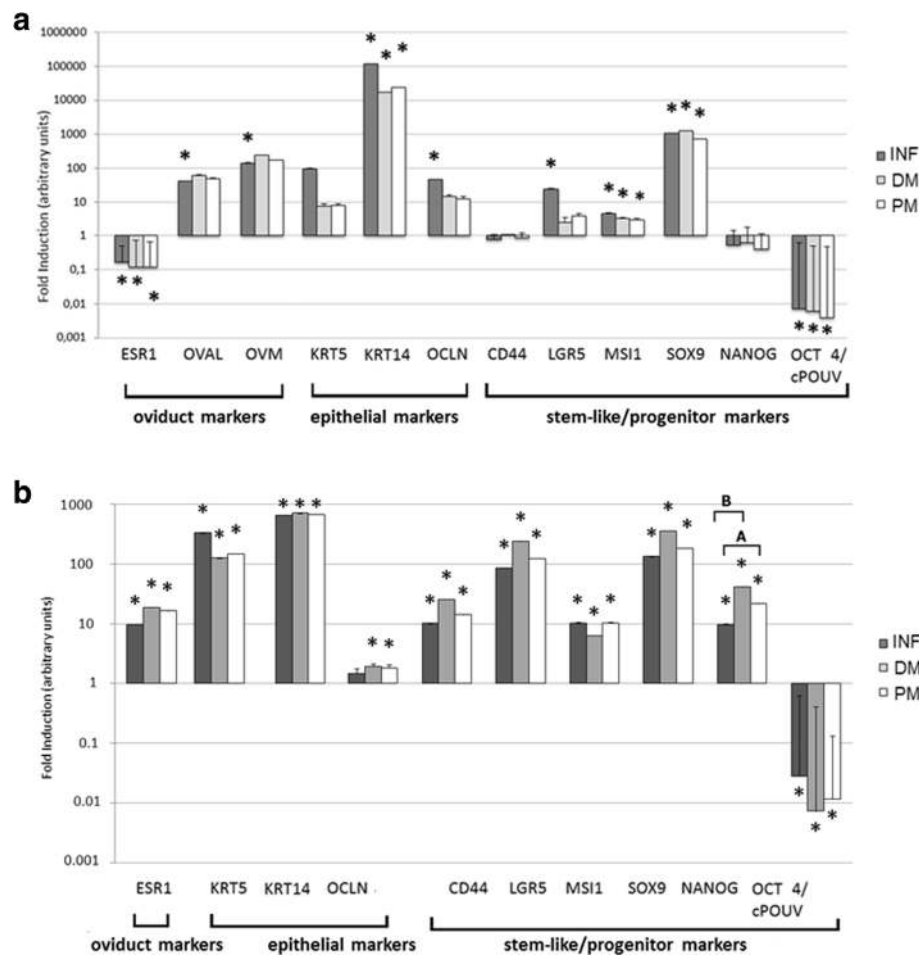 a
Fold Induction (arbitrary units)
1000000
100000
10000
1000
100
10
1
0,1
0,01
0,001
* * * * * * * * * * * * * * * * * * *
INF
DM
PM
ESR1 OVAL OVM KRT5 KRT14 OCLN CD44 LGR5 MSI1 SOX9 NANOG OCT 4/
cPOUV
oviduct markers epithelial markers stem-like/progenitor markers
b
Fold Induction (arbitrary units)
1000
100
10
1
0.1
0.01
0.001
B
A
* * * * * * * * * * * * * * * * * * * * * * * * * * * * *
INF
DM
PM
ESR1 KRT5 KRT14 OCLN CD44 LGR5 MSI1 SOX9 NANOG OCT 4/
cPOUV
oviduct markers epithelial markers stem-like/progenitor markers